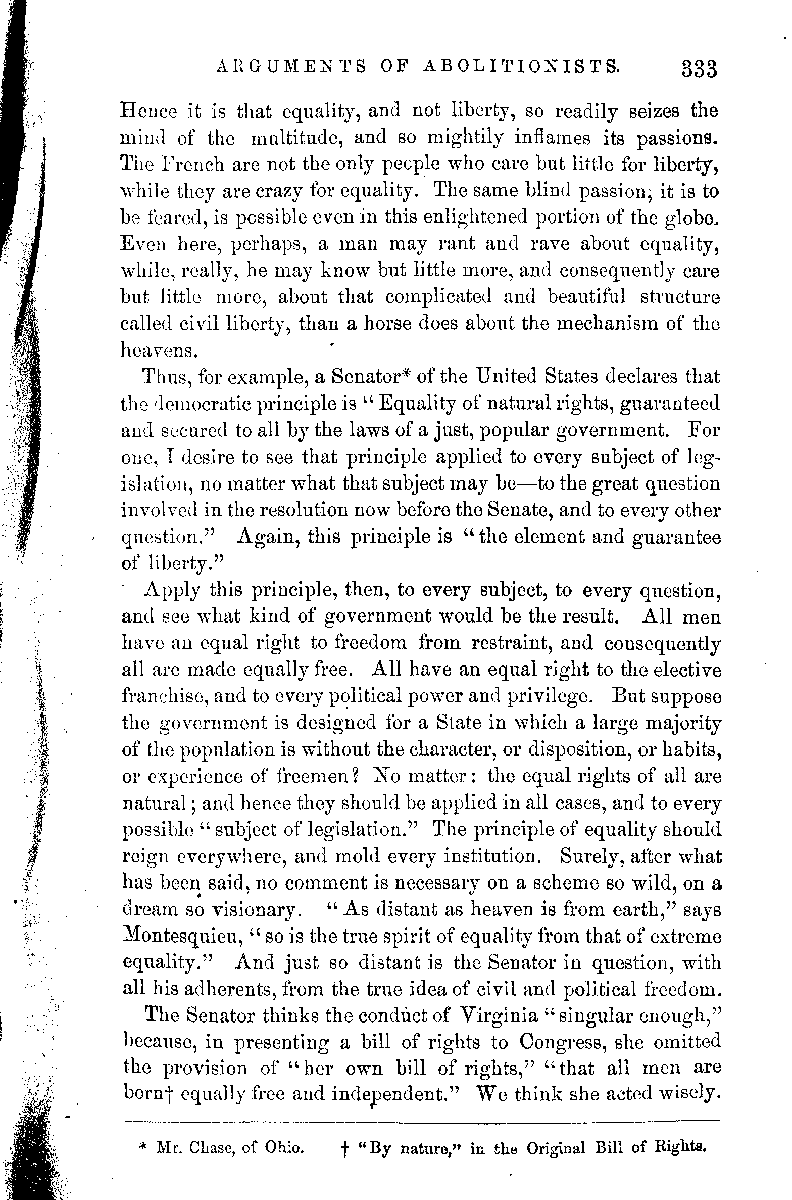 ARGUMENTS OF ABOLITIONISTS. 333
Hence it is that equality, and not liberty, so readily seizes the
mind of the multitude, and so mightily inflames its passions.
The French are not the only people who care but little for liberty,
while they are crazy for equality. The same blind passion, it is to
be feared, is possible even in this enlightened portion of the globe.
Even here, perhaps, a man may rant and rave about equality,
while, really, he may know but little more, and consequently care
but little more, about that complicated and beautiful structure
called civil liberty, than a horse does about the mechanism of the
heavens.
Thus, for example, a Senator* of the United States declares that
the democratic principle is “Equality of natural rights, guaranteed
and secured to all by the laws of a just, popular government. For
one, I desire to see that principle applied to every subject of leg-
islation, no matter what that subject may be—to the great question
involved in the resolution now before the Senate, and to every other
question.” Again, this principle is “the element and guarantee
of liberty.”
Apply this principle, then, to every subject, to every question,
and see what kind of government would be the result. All men
have an equal right to freedom from restraint, and consequently
all are made equally free. All have an equal right to the elective
franchise, and to every political power and privilege. But suppose
the government is designed for a State in which a large majority
of the population is without the character, or disposition, or habits,
or experience of freemen? No matter: the equal rights of all are
natural; and hence they should be applied in all cases, and to every
possible “subject of legislation.” The principle of equality should
reign everywhere, and mold every institution. Surely, after what
has been said, no comment is necessary on a scheme so wild, on a
dream so visionary. “As distant as heaven is from earth,” says
Montesquieu, “so is the true spirit of equality from that of extreme
equality.” And just so distant is the Senator in question, with
all his adherents, from the true idea of civil and political freedom.
The Senator thinks the conduct of Virginia “singular enough,”
because, in presenting a bill of rights to Congress, she omitted
the provision of “her own bill of rights,” “that all men are
born† equally free and independent.” We think she acted wisely.
* Mr. Chase, of Ohio. † “By nature,” in the Original Bill of Rights.